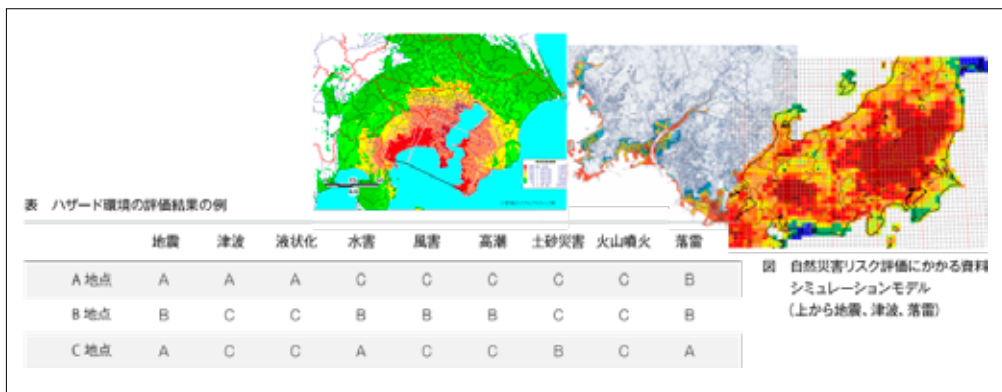 表 ハザード環境の評価結果の例
地震 津波 液状化 水害 風害 高潮 土砂災害 火山噴火 落雷
A 地点 A A A C C C C C B
B 地点 B C C B B B C C B
C 地点 A C C A C C B C A
図 自然災害リスク評価にかかる資料
シミュレーションモデル
（上から地震、津波、落雷）